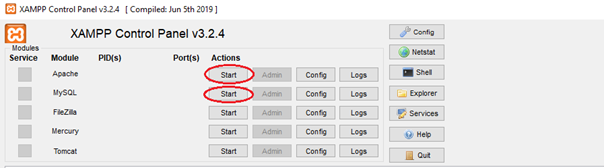 XAMPP Control Panel v3.2.4 [ Compiled: Jun 5th 2019 ]
XAMPP Control Panel v3.2.4
Modules
Service Module PID(s) Port(s) Actions
Apache Start Admin Config Logs
MySQL Start Admin Config Logs
FileZilla Start Admin Config Logs
Mercury Start Admin Config Logs
Tomcat Start Admin Config Logs
Config
Netstat
Shell
Explorer
Services
Help
Quit